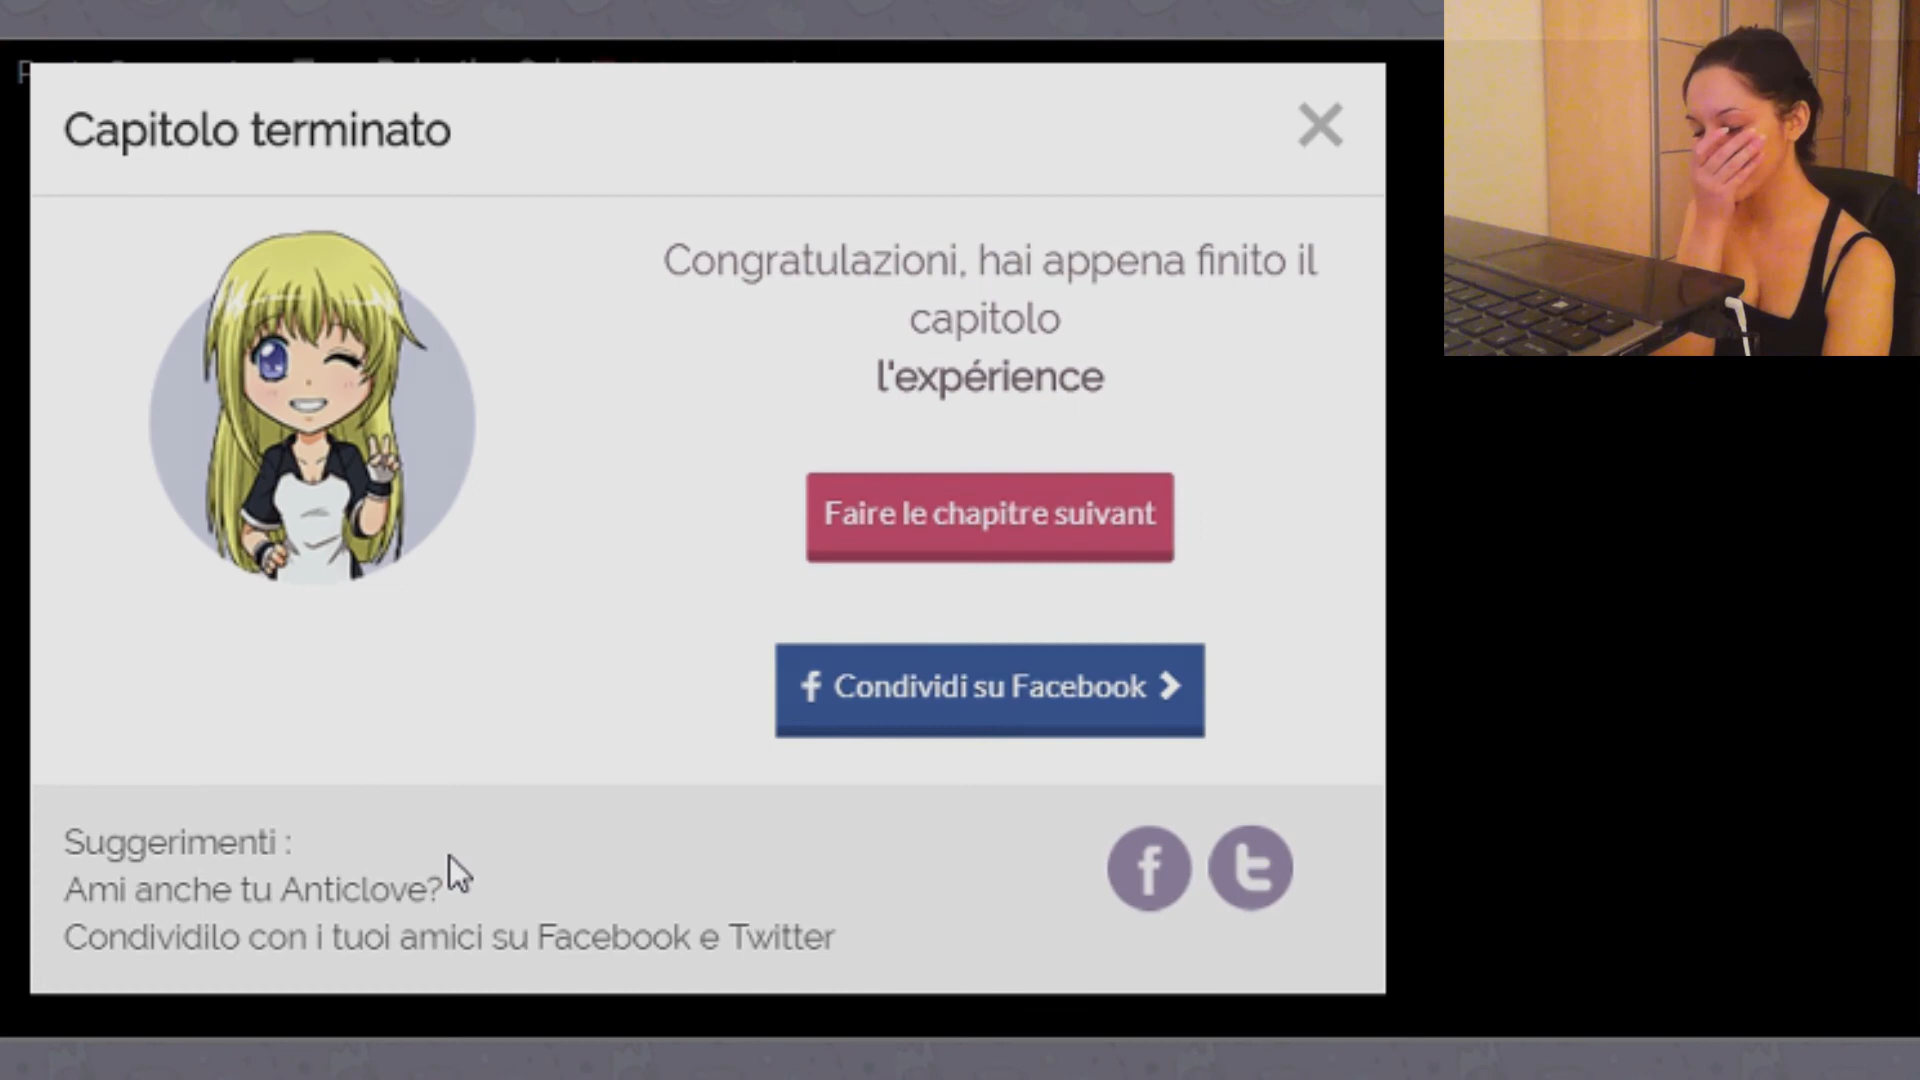 Capitolo terminato
Congratulazioni, hai appena finito il
capitolo
l'expérience
Faire le chapitre suivant
Condividi su Facebook
Suggerimenti :
Ami anche tu Anticlove?
Condividilo con i tuoi amici su Facebook e Twitter